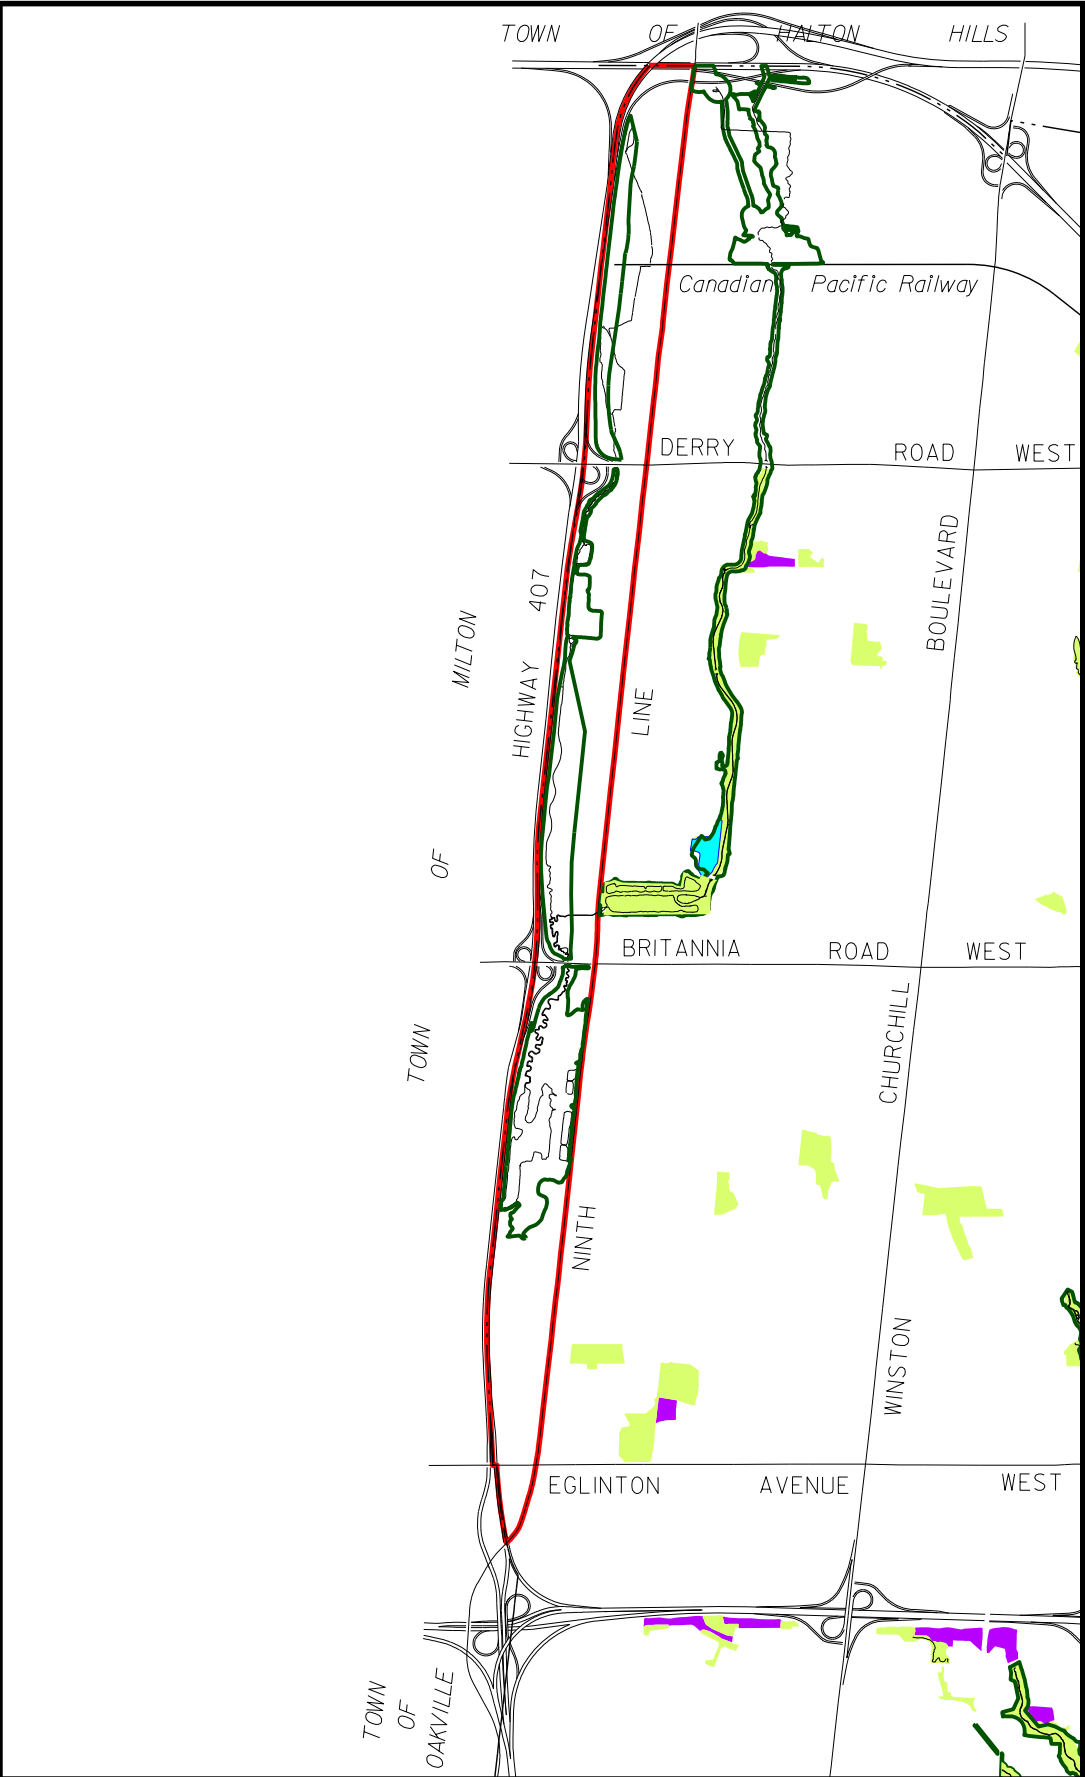 TOWN OF HALTON HILLS
Canadian Pacific Railway
DERRY ROAD WEST
HIGHWAY 407
TOWN OF MILTON
NINTH LINE
WINSTON CHURCHILL BOULEVARD
BRITANNIA ROAD WEST
EGLINTON AVENUE WEST
TOWN
OF
OAKVILLE